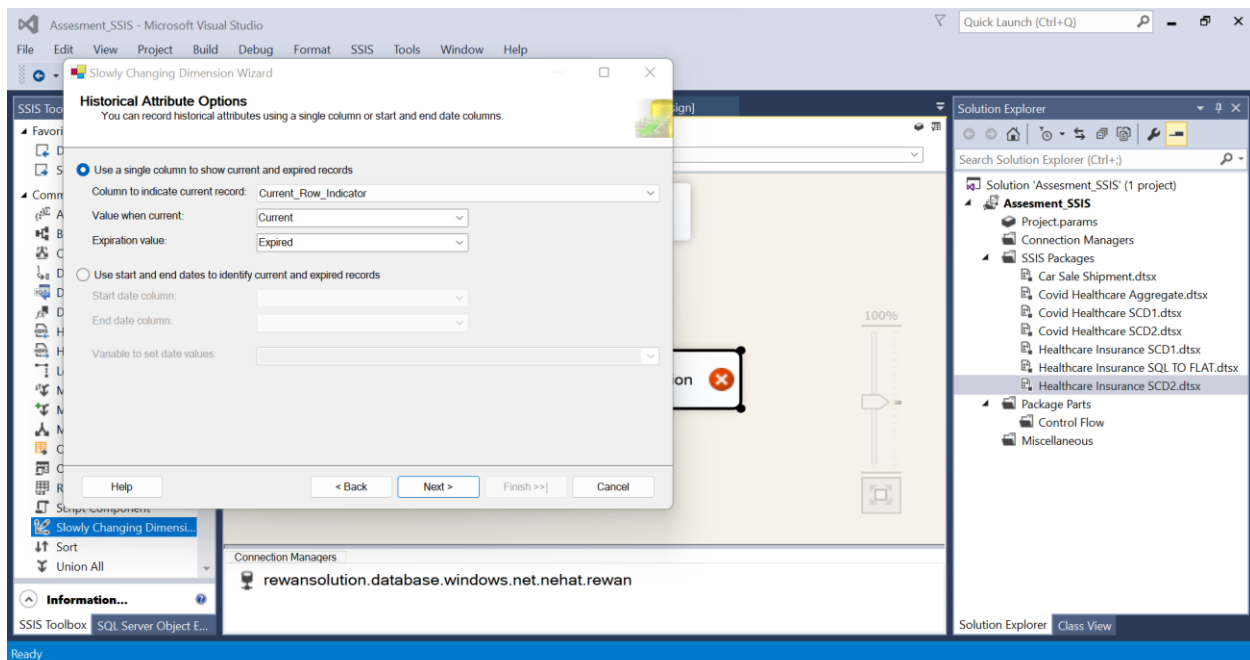 Assesment_SSIS - Microsoft Visual Studio
Quick Launch (Ctrl+Q)
File Edit View Project Build Debug Format SSIS Tools Window Help
Slowly Changing Dimension Wizard
Historical Attribute Options
You can record historical attributes using a single column or start and end date columns.
Use a single column to show current and expired records
Column to indicate current record: Current_Row_Indicator
Value when current: Current
Expiration value: Expired
Use start and end dates to identify current and expired records
Start date column:
End date column:
Variable to set date values:
Help < Back Next > Finish >>| Cancel
SSIS Too
Favori
D
S
Comm
A
B
C
D
D
D
H
H
L
M
M
M
C
C
R
Script Component
Slowly Changing Dimensi...
Sort
Union All
Information...
SSIS Toolbox SQL Server Object E...
sign]
100%
ion
Connection Managers
rewansolution.database.windows.net.nehat.rewan
Solution Explorer
Search Solution Explorer (Ctrl+;)
Solution 'Assesment_SSIS' (1 project)
Assesment_SSIS
Project.params
Connection Managers
SSIS Packages
Car Sale Shipment.dtsx
Covid Healthcare Aggregate.dtsx
Covid Healthcare SCD1.dtsx
Covid Healthcare SCD2.dtsx
Healthcare Insurance SCD1.dtsx
Healthcare Insurance SQL TO FLAT.dtsx
Healthcare Insurance SCD2.dtsx
Package Parts
Control Flow
Miscellaneous
Solution Explorer Class View
Ready